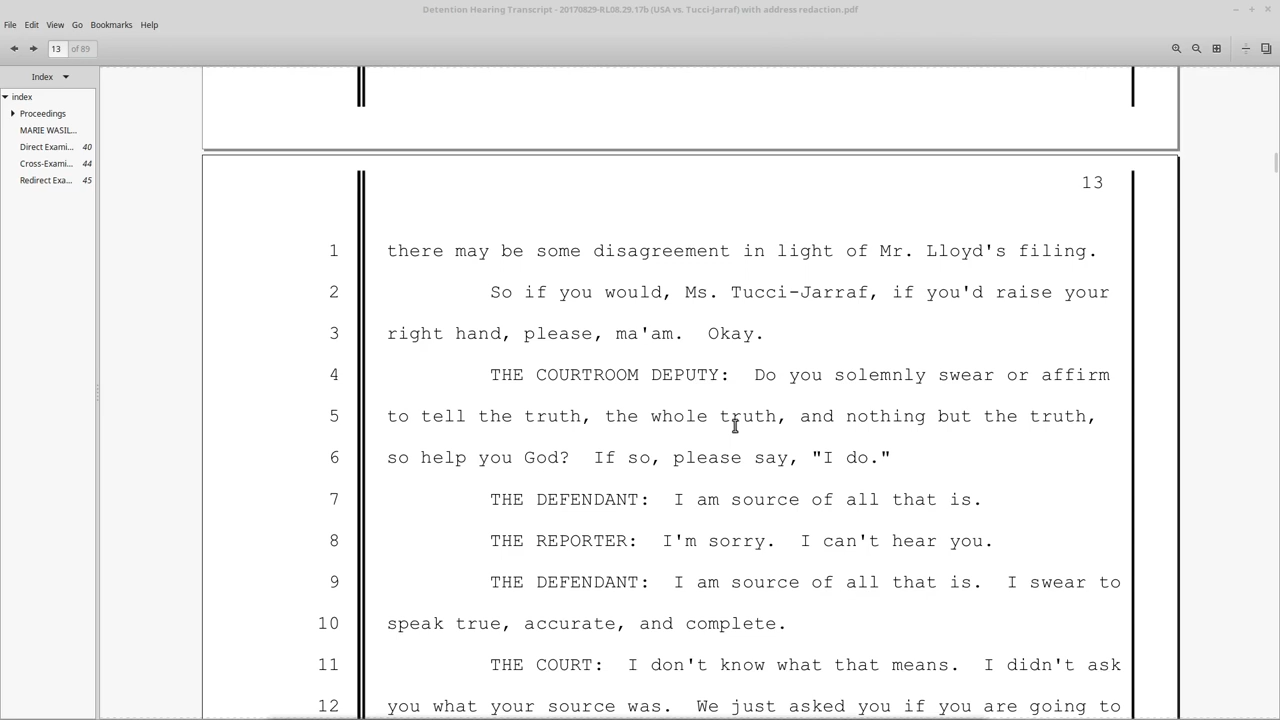 Detention Hearing Transcript - 20170829-RL08.29.17b (USA vs. Tucci-Jarraf) with address redaction.pdf
File Edit View Go Bookmarks Help
13 of 89
Index
index
Proceedings
MARIE WASIL...
Direct Exami... 40
Cross-Exami... 44
Redirect Exa... 45
13
1 there may be some disagreement in light of Mr. Lloyd's filing.
2 So if you would, Ms. Tucci-Jarraf, if you'd raise your
3 right hand, please, ma'am. Okay.
4 THE COURTROOM DEPUTY: Do you solemnly swear or affirm
5 to tell the truth, the whole truth, and nothing but the truth,
6 so help you God? If so, please say, "I do."
7 THE DEFENDANT: I am source of all that is.
8 THE REPORTER: I'm sorry. I can't hear you.
9 THE DEFENDANT: I am source of all that is. I swear to
10 speak true, accurate, and complete.
11 THE COURT: I don't know what that means. I didn't ask
12 you what your source was. We just asked you if you are going to